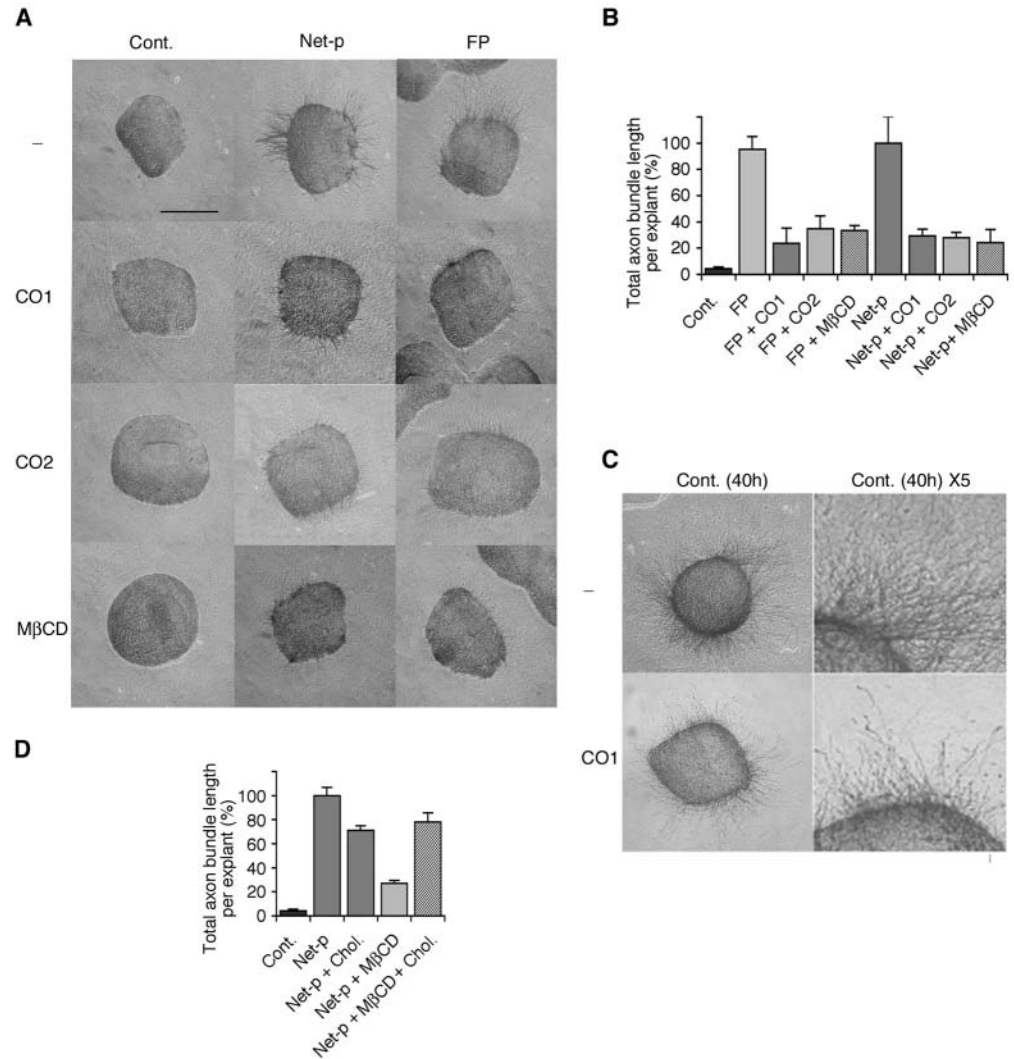 A
Cont.
Net-p
FP
–
CO1
CO2
MβCD
B
Total axon bundle length
per explant (%)
100
80
60
40
20
0
Cont.
FP
FP + CO1
FP + CO2
FP + MβCD
Net-p
Net-p + CO1
Net-p + CO2
Net-p+ MβCD
C
Cont. (40h)
Cont. (40h) X5
–
CO1
D
Total axon bundle length
per explant (%)
100
80
60
40
20
0
Cont.
Net-p
Net-p + Chol.
Net-p + MβCD
Net-p + MβCD + Chol.